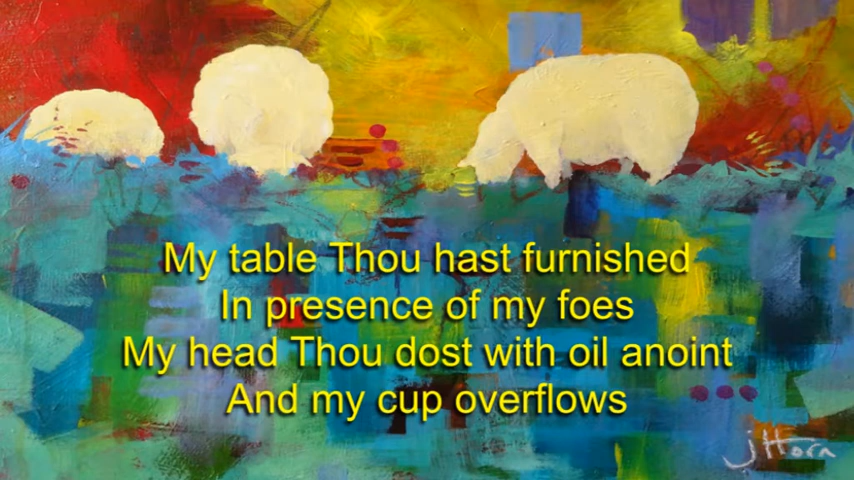 My table Thou hast furnished
In presence of my foes
My head Thou dost with oil anoint
And my cup overflows
jHorn